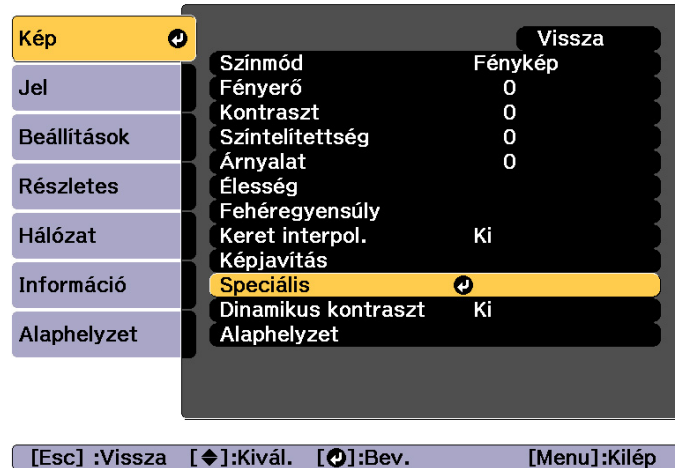 Kép
Jel
Beállítások
Részletes
Hálózat
Információ
Alaphelyzet
Vissza
Színmód Fénykép
Fényerő 0
Kontraszt 0
Színtelítettség 0
Árnyalat 0
Élesség
Fehéregyensúly
Keret interpol. Ki
Képjavítás
Speciális
Dinamikus kontraszt Ki
Alaphelyzet
[Esc] :Vissza [◆]:Kivál. [↵]:Bev. [Menu]:Kilép